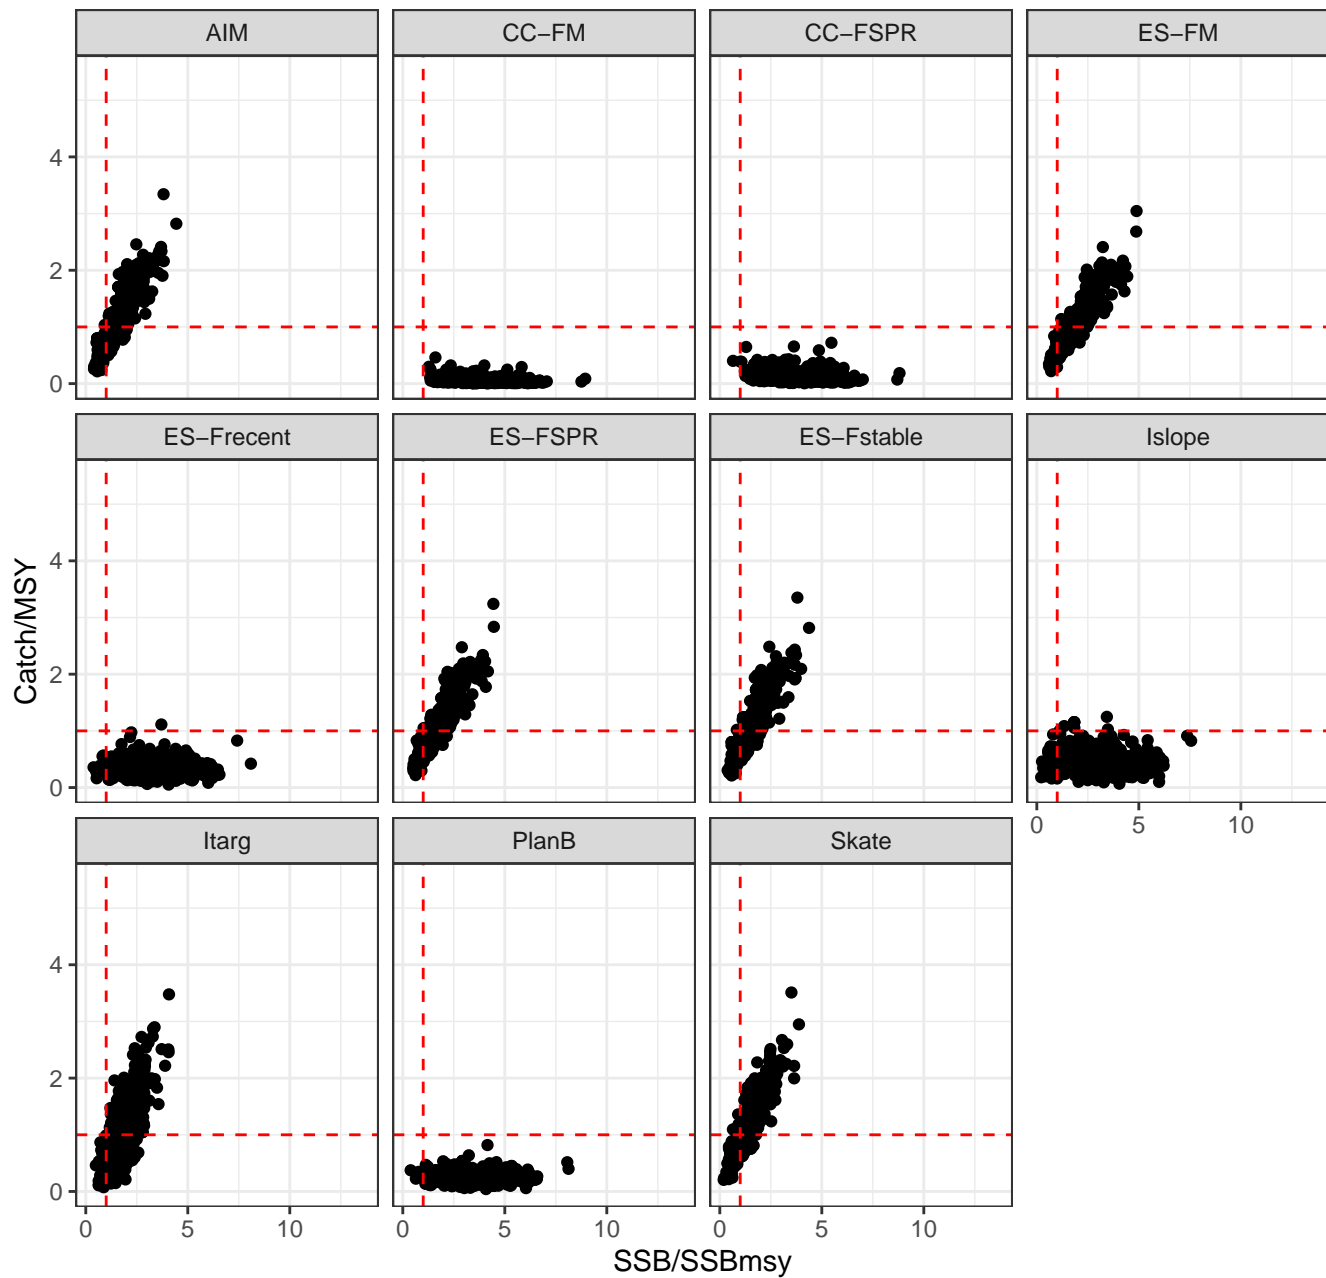 AIM CC−FM CC−FSPR ES−FM
4
2
0
ES−Frecent ES−FSPR ES−Fstable Islope
Catch/MSY
4
2
0
0 5 10
Itarg PlanB Skate
4
2
0
0 5 10 0 5 10 0 5 10
SSB/SSBmsy